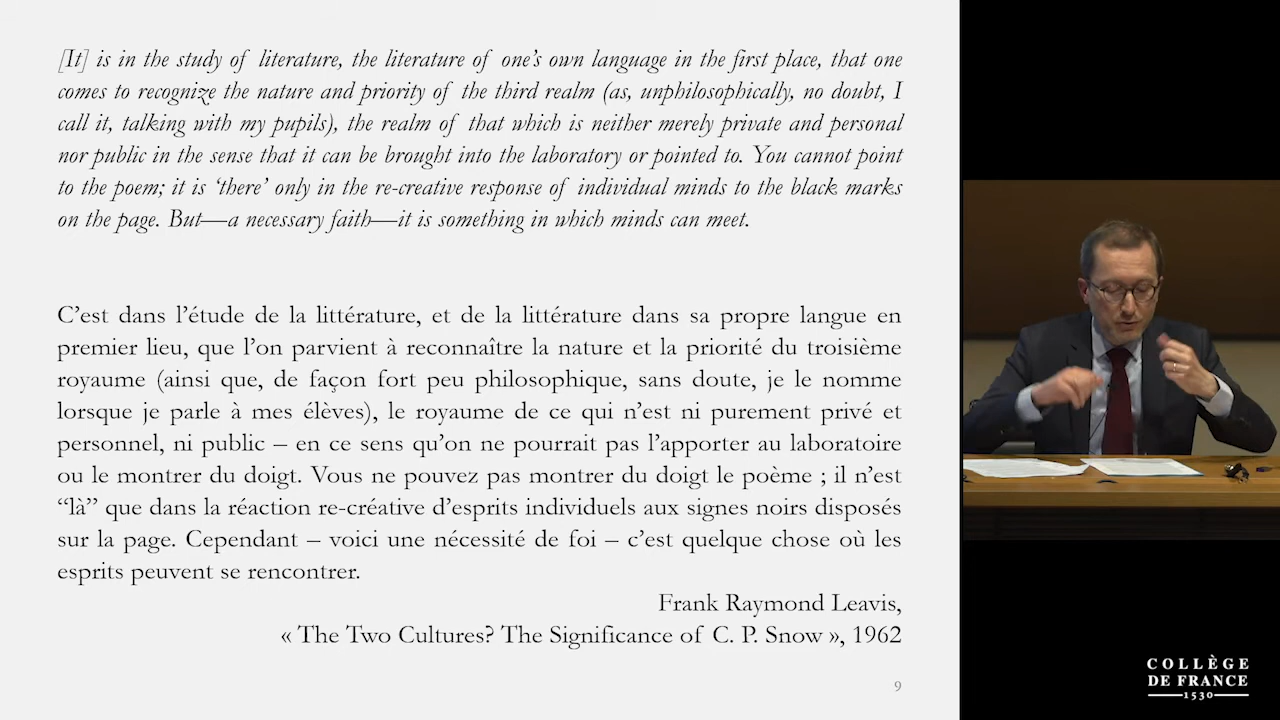 [It] is in the study of literature, the literature of one’s own language in the first place, that one
comes to recognize the nature and priority of the third realm (as, unphilosophically, no doubt, I
call it, talking with my pupils), the realm of that which is neither merely private and personal
nor public in the sense that it can be brought into the laboratory or pointed to. You cannot point
to the poem; it is ‘there’ only in the re-creative response of individual minds to the black marks
on the page. But—a necessary faith—it is something in which minds can meet.
C’est dans l’étude de la littérature, et de la littérature dans sa propre langue en
premier lieu, que l’on parvient à reconnaître la nature et la priorité du troisième
royaume (ainsi que, de façon fort peu philosophique, sans doute, je le nomme
lorsque je parle à mes élèves), le royaume de ce qui n’est ni purement privé et
personnel, ni public – en ce sens qu’on ne pourrait pas l’apporter au laboratoire
ou le montrer du doigt. Vous ne pouvez pas montrer du doigt le poème ; il n’est
“là” que dans la réaction re-créative d’esprits individuels aux signes noirs disposés
sur la page. Cependant – voici une nécessité de foi – c’est quelque chose où les
esprits peuvent se rencontrer.
Frank Raymond Leavis,
« The Two Cultures? The Significance of C. P. Snow », 1962
9
COLLÈGE
DE FRANCE
1530